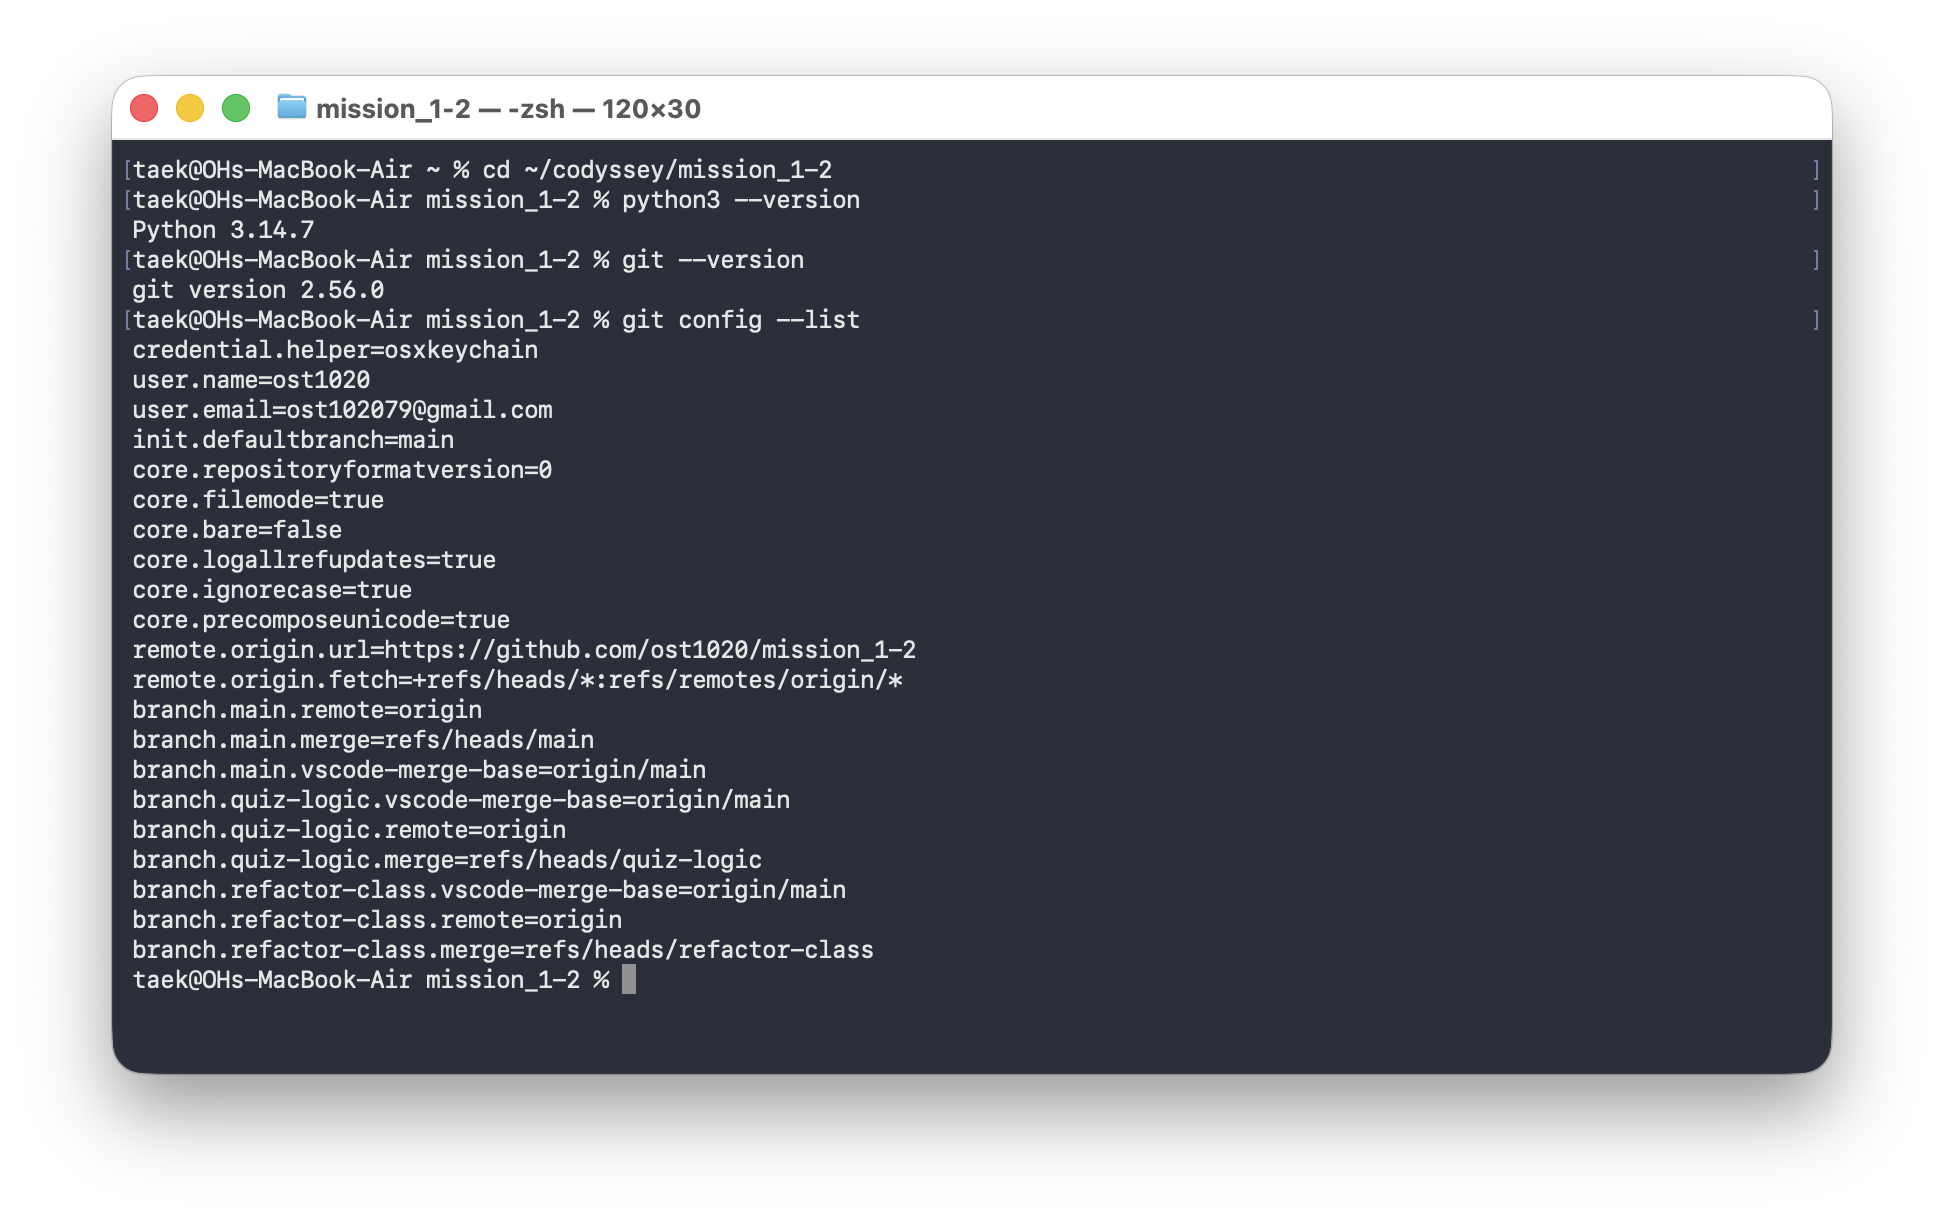 mission_1-2 — -zsh — 120×30
[taek@OHs-MacBook-Air ~ % cd ~/codyssey/mission_1-2 ]
[taek@OHs-MacBook-Air mission_1-2 % python3 --version ]
Python 3.14.7
[taek@OHs-MacBook-Air mission_1-2 % git --version ]
git version 2.56.0
[taek@OHs-MacBook-Air mission_1-2 % git config --list ]
credential.helper=osxkeychain
user.name=ost1020
user.email=ost102079@gmail.com
init.defaultbranch=main
core.repositoryformatversion=0
core.filemode=true
core.bare=false
core.logallrefupdates=true
core.ignorecase=true
core.precomposeunicode=true
remote.origin.url=https://github.com/ost1020/mission_1-2
remote.origin.fetch=+refs/heads/*:refs/remotes/origin/*
branch.main.remote=origin
branch.main.merge=refs/heads/main
branch.main.vscode-merge-base=origin/main
branch.quiz-logic.vscode-merge-base=origin/main
branch.quiz-logic.remote=origin
branch.quiz-logic.merge=refs/heads/quiz-logic
branch.refactor-class.vscode-merge-base=origin/main
branch.refactor-class.remote=origin
branch.refactor-class.merge=refs/heads/refactor-class
taek@OHs-MacBook-Air mission_1-2 %